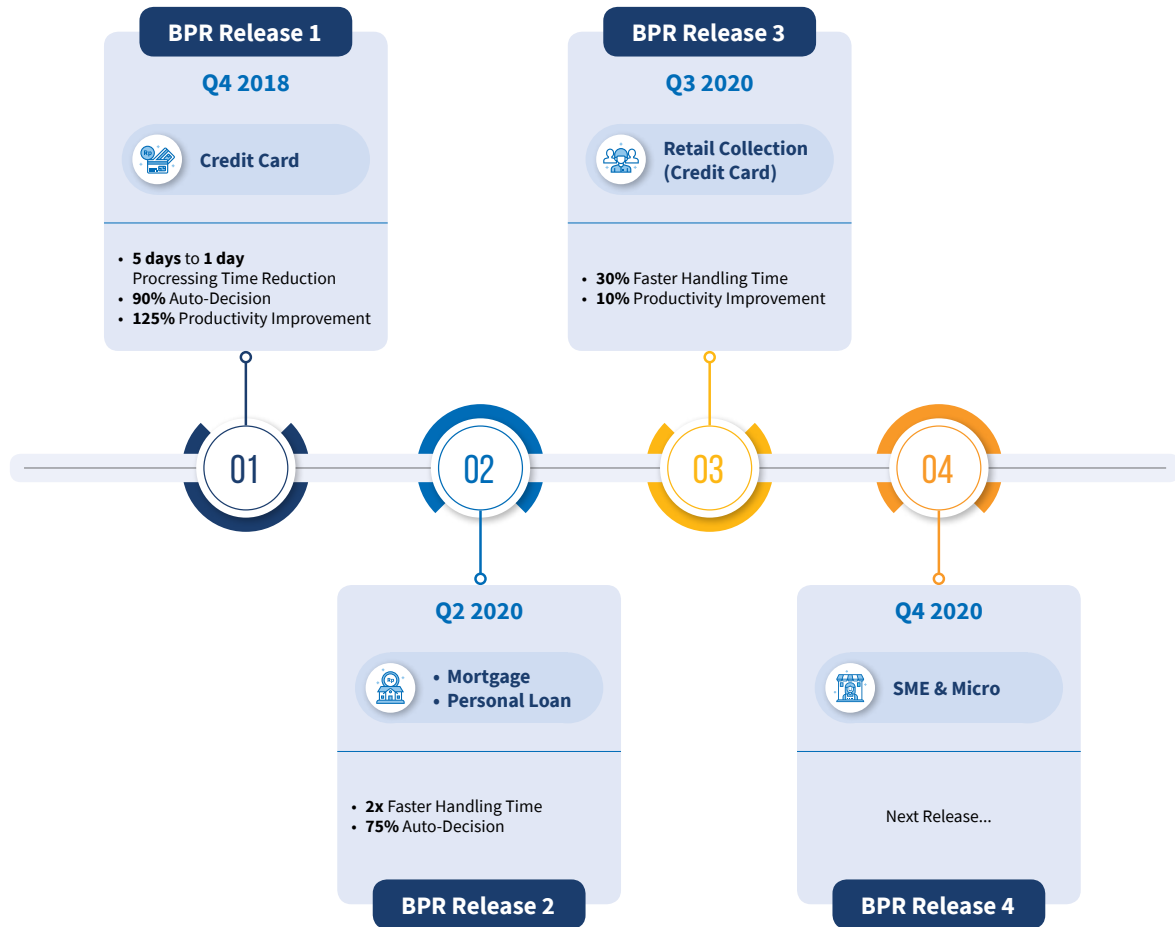 BPR Release 1
Q4 2018
Rp
Credit Card
• 5 days to 1 day
Procressing Time Reduction
• 90% Auto-Decision
• 125% Productivity Improvement
BPR Release 3
Q3 2020
Retail Collection
(Credit Card)
• 30% Faster Handling Time
• 10% Productivity Improvement
01
02
03
04
Q2 2020
Rp
• Mortgage
• Personal Loan
• 2x Faster Handling Time
• 75% Auto-Decision
BPR Release 2
Q4 2020
SME & Micro
Next Release...
BPR Release 4